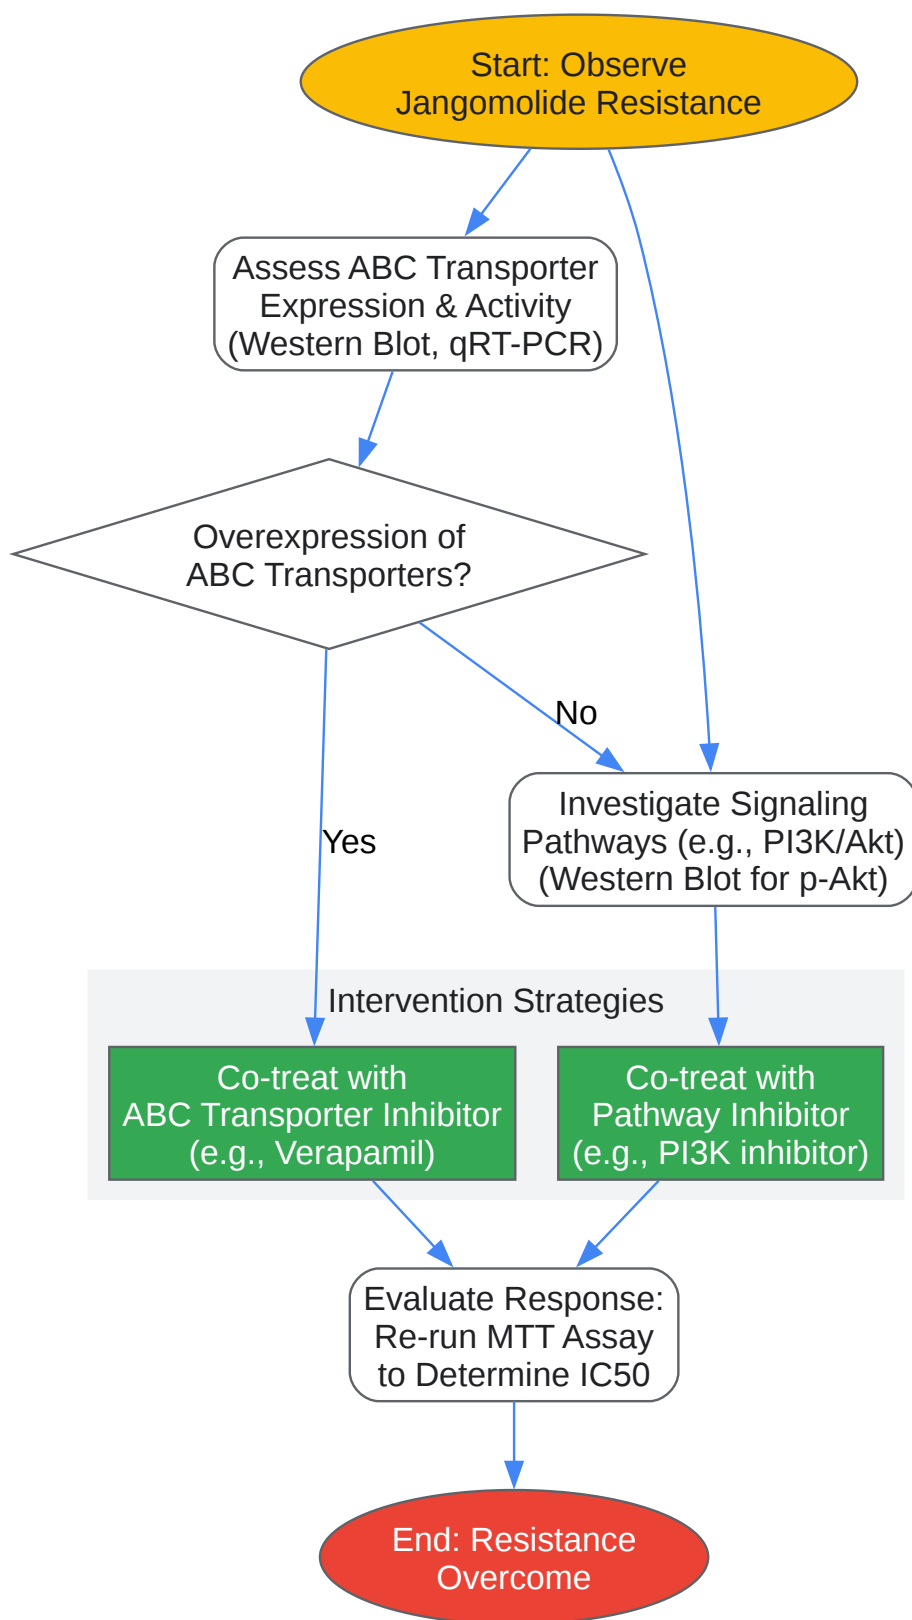 Start: Observe
Jangomolide Resistance
Assess ABC Transporter
Expression & Activity
(Western Blot, qRT-PCR)
Overexpression of
ABC Transporters?
No
Yes
Investigate Signaling
Pathways (e.g., PI3K/Akt)
(Western Blot for p-Akt)
Intervention Strategies
Co-treat with
ABC Transporter Inhibitor
(e.g., Verapamil)
Co-treat with
Pathway Inhibitor
(e.g., PI3K inhibitor)
Evaluate Response:
Re-run MTT Assay
to Determine IC50
End: Resistance
Overcome